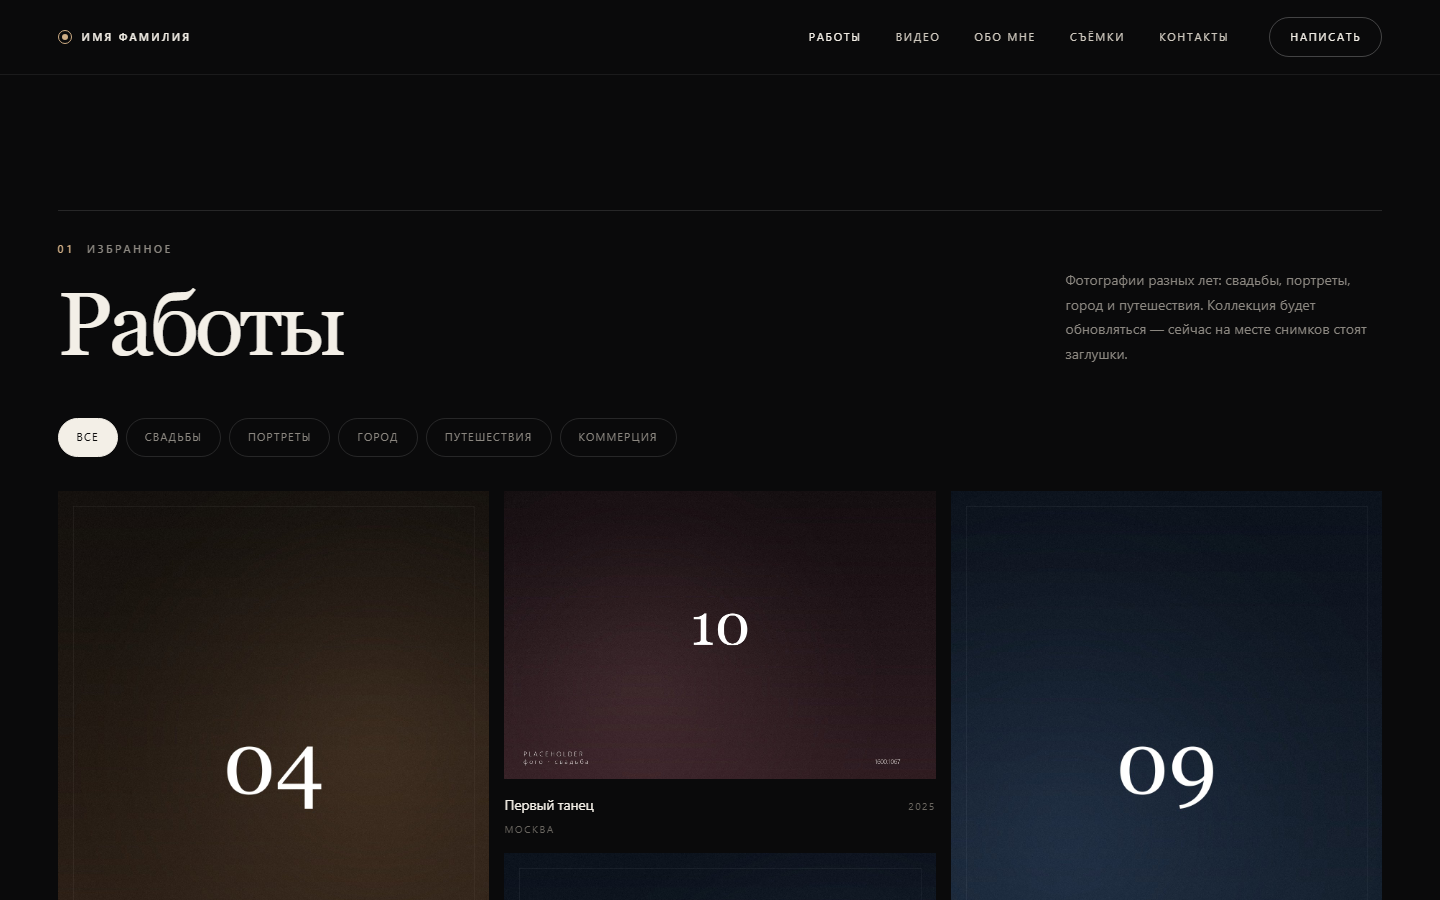 ИМЯ ФАМИЛИЯ
РАБОТЫ
ВИДЕО
ОБО МНЕ
СЪЁМКИ
КОНТАКТЫ
НАПИСАТЬ
01 ИЗБРАННОЕ
Работы
Фотографии разных лет: свадьбы, портреты,
город и путешествия. Коллекция будет
обновляться — сейчас на месте снимков стоят
заглушки.
ВСЕ
СВАДЬБЫ
ПОРТРЕТЫ
ГОРОД
ПУТЕШЕСТВИЯ
КОММЕРЦИЯ
04
10
PLACEHOLDER
фото · свадьба
1600×1067
Первый танец
2025
МОСКВА
09